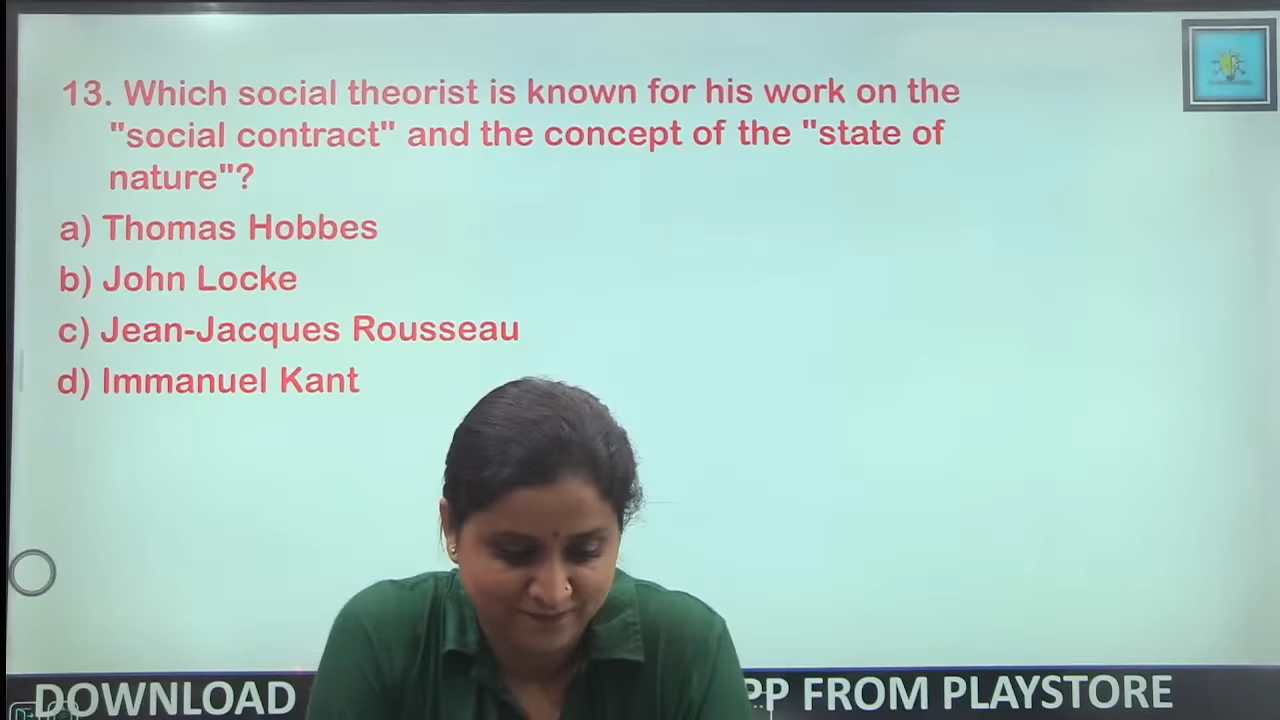 13. Which social theorist is known for his work on the
"social contract" and the concept of the "state of
nature"?
a) Thomas Hobbes
b) John Locke
c) Jean-Jacques Rousseau
d) Immanuel Kant
DOWNLOAD PP FROM PLAYSTORE